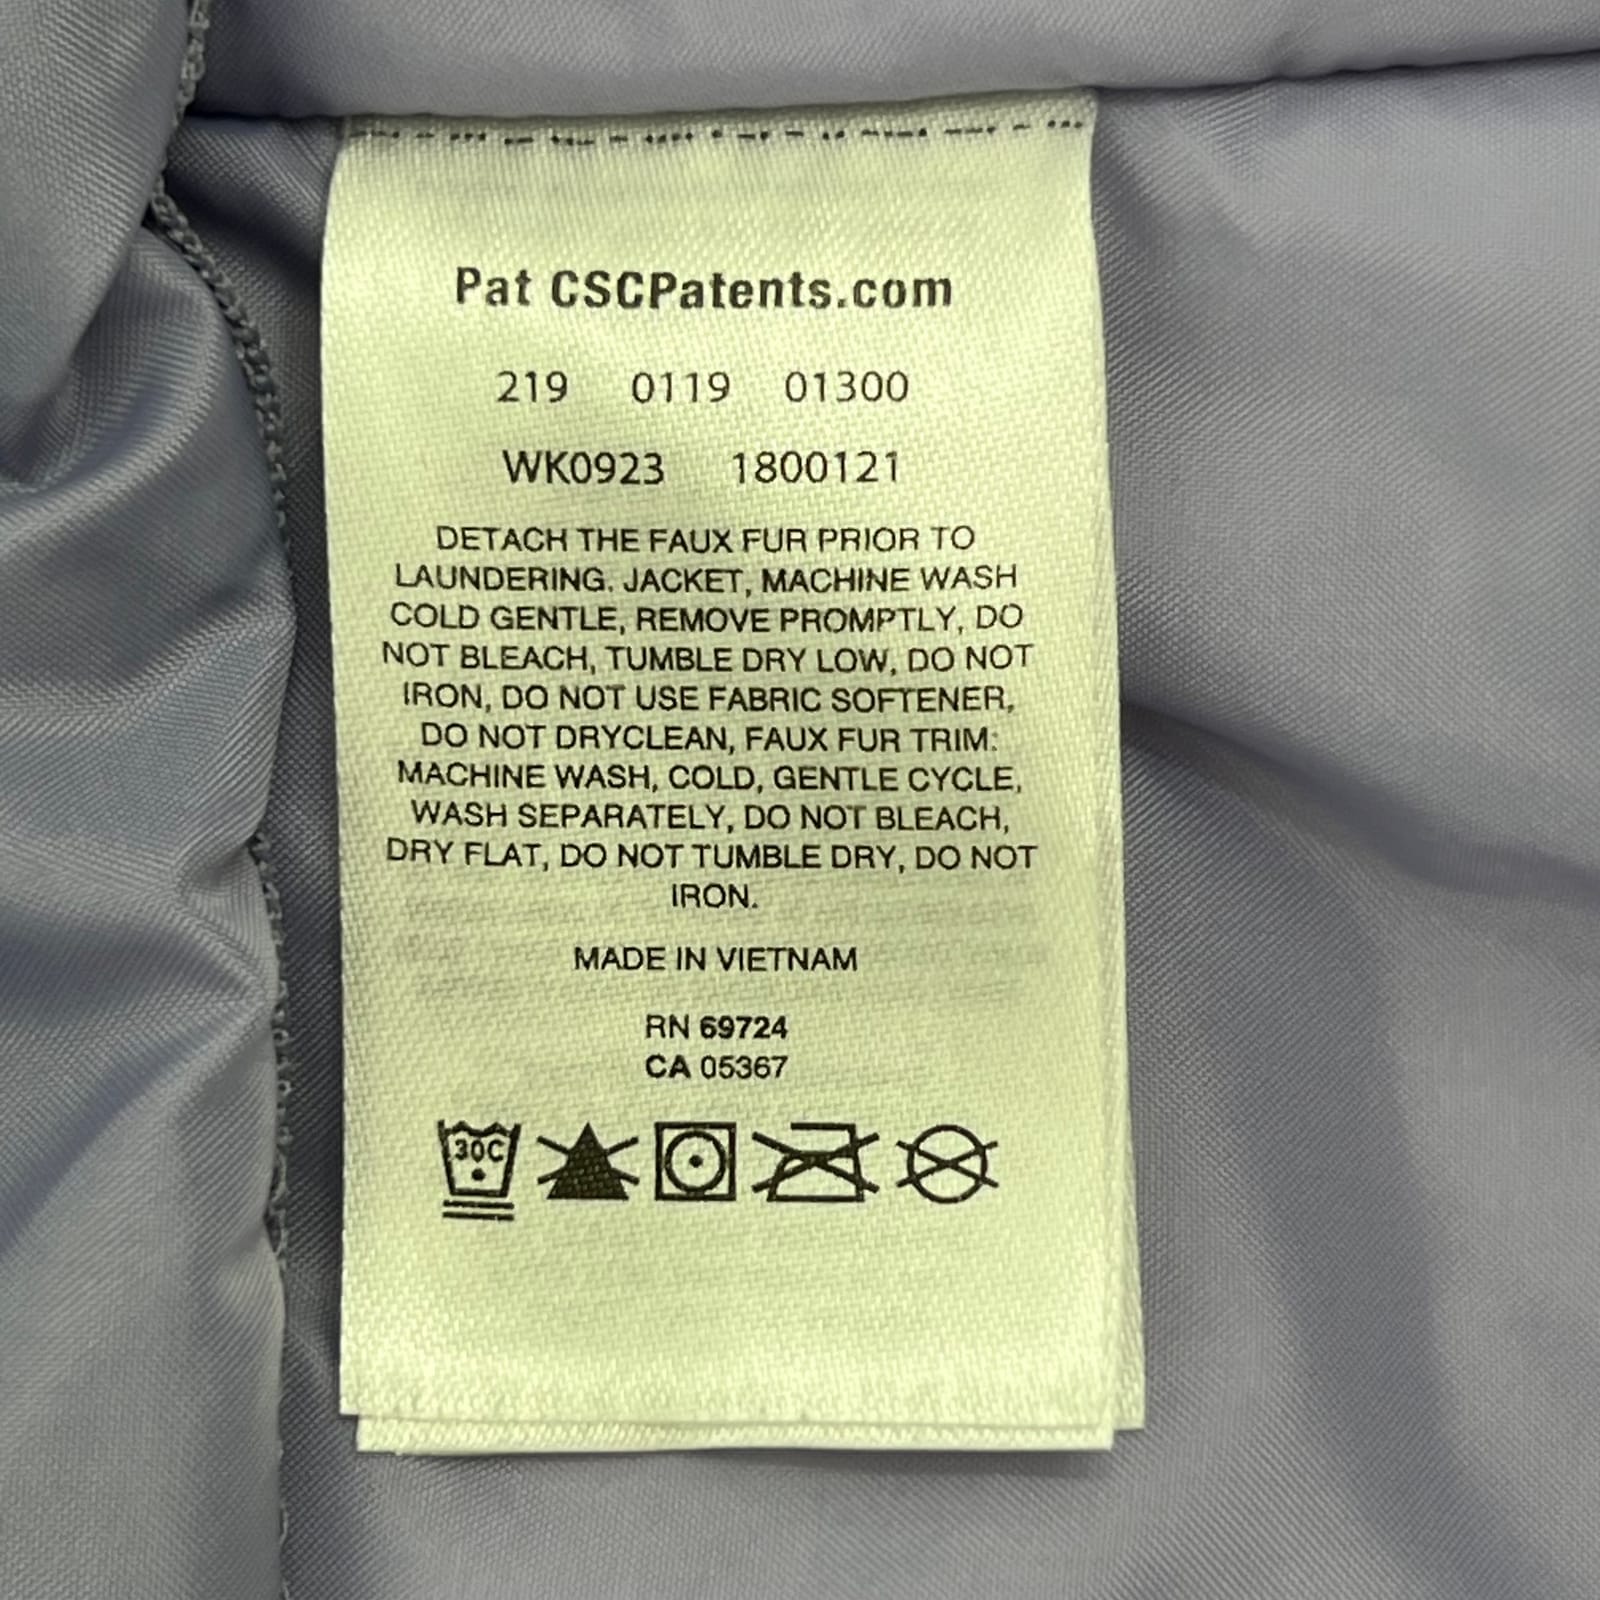 Pat CSCPatents.com
219 0119 01300
WK0923 1800121
DETACH THE FAUX FUR PRIOR TO
LAUNDERING. JACKET, MACHINE WASH
COLD GENTLE, REMOVE PROMPTLY, DO
NOT BLEACH, TUMBLE DRY LOW, DO NOT
IRON, DO NOT USE FABRIC SOFTENER,
DO NOT DRYCLEAN, FAUX FUR TRIM:
MACHINE WASH, COLD, GENTLE CYCLE,
WASH SEPARATELY, DO NOT BLEACH,
DRY FLAT, DO NOT TUMBLE DRY, DO NOT
IRON.
MADE IN VIETNAM
RN 69724
CA 05367
30C